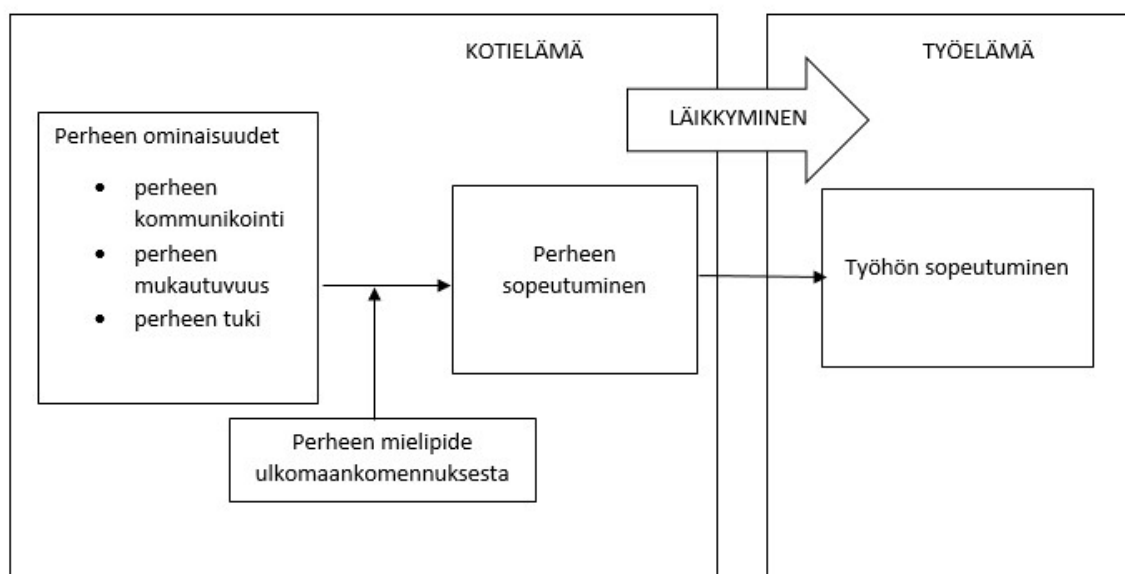 KOTIELÄMÄ
TYÖELÄMÄ
LÄIKKYMINEN
Perheen ominaisuudet
• perheen
kommunikointi
• perheen
mukautuvuus
• perheen tuki
Perheen
sopeutuminen
Työhön sopeutuminen
Perheen mielipide
ulkomaankomennuksesta